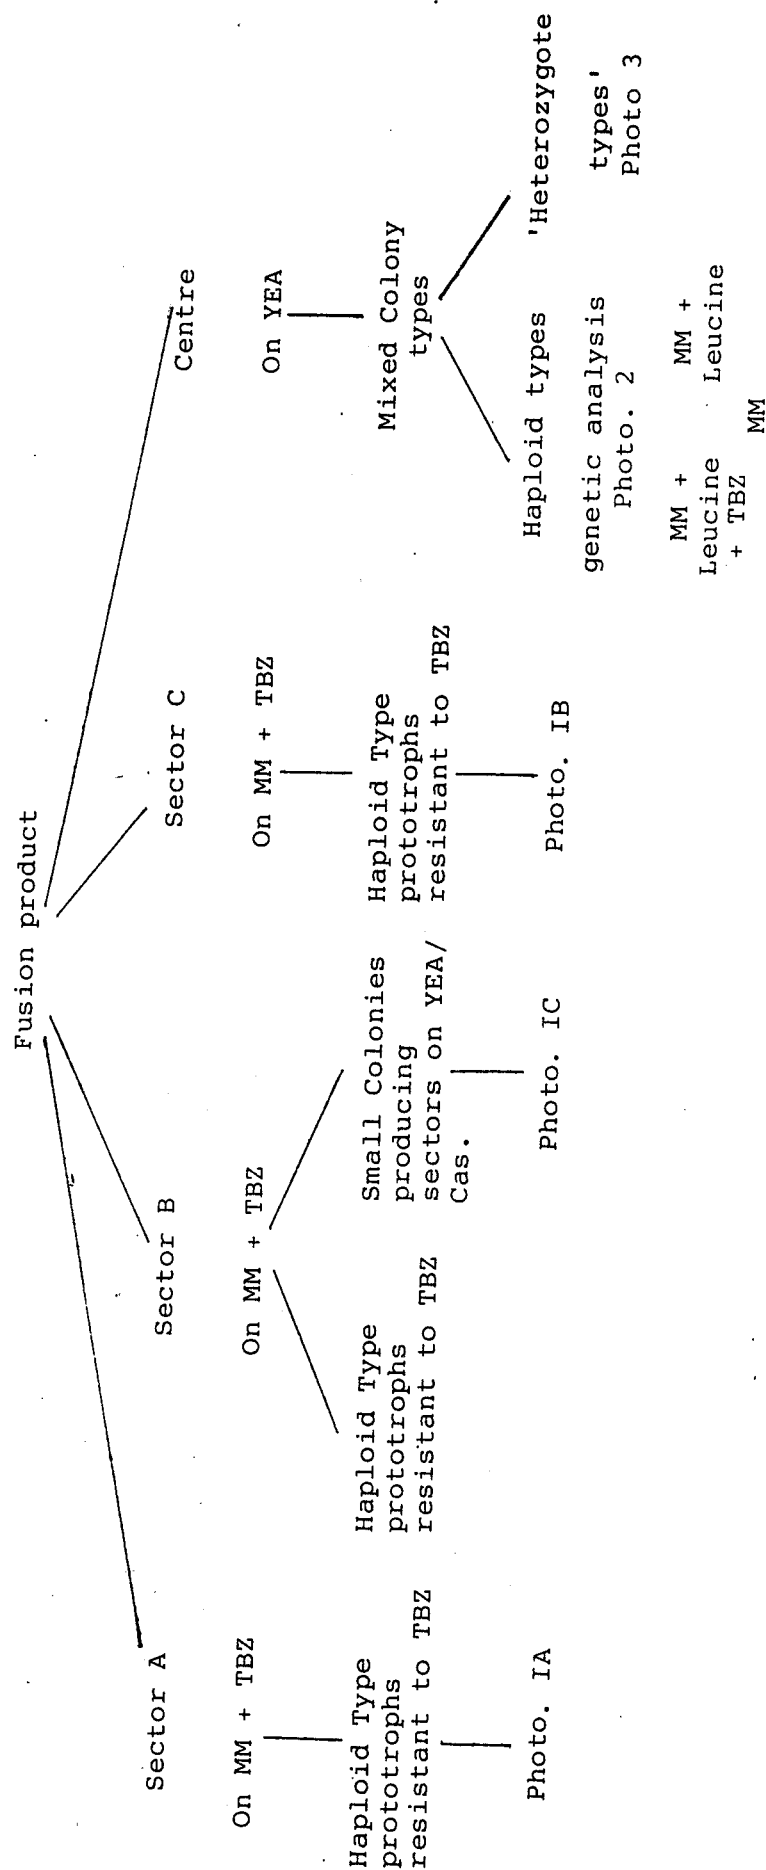 Fusion product
Sector A
On MM + TBZ
Haploid Type
prototrophs
resistant to TBZ
Photo. IA
Sector B
On MM + TBZ
Haploid Type
prototrophs
resistant to TBZ
Small Colonies
producing
sectors on YEA/
Cas.
Photo. IC
Sector C
On MM + TBZ
Haploid Type
prototrophs
resistant to TBZ
Photo. IB
Centre
On YEA
Mixed Colony
types
Haploid types
genetic analysis
Photo. 2
MM +
Leucine
+ TBZ
MM
MM +
Leucine
'Heterozygote
types'
Photo 3